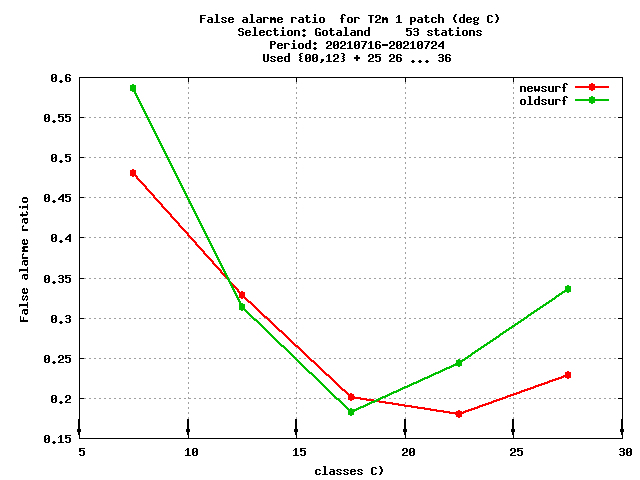 False alarme ratio  for T2m 1 patch (deg C)
Selection: Gotaland     53 stations
Period: 20210716-20210724
Used {00,12} + 25 26 ... 36
newsurf
oldsurf
False alarme ratio
0.6
0.55
0.5
0.45
0.4
0.35
0.3
0.25
0.2
0.15
5 10 15 20 25 30
classes C)